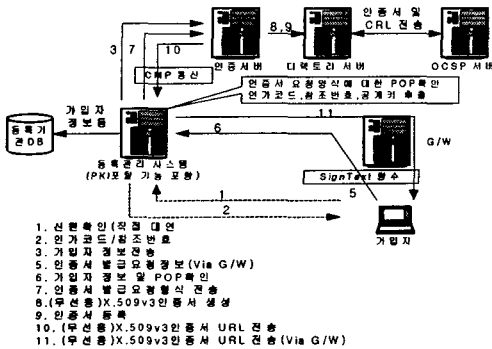 인증서 및
CRL 전송
3 7 10
8,9
인증서버
디렉토리 서버
OCSP 서버
CMP 통신
인증서 요청형식에 대한 POP확인
인가코드,참조번호,공개키 추출
가입자
정보등록
11
6
등록기
관DB
G/W
등록관리 시스템
(PKI포탈 기능 포함)
SignText 함수
1
5
2
가입자
1. 신원확인(직접 대면
2. 인가코드/참조번호
3. 가입자 정보전송
5. 인증서 발급요청정보(Via G/W)
6. 가입자 정보 및 POP확인
7. 인증서 발급요청형식 전송
8.(무선용)X.509v3인증서 생성
9. 인증서 등록
10. (무선용)X.509v3인증서 URL 전송
11. (무선용)X.509v3인증서 URL 전송(Via G/W)